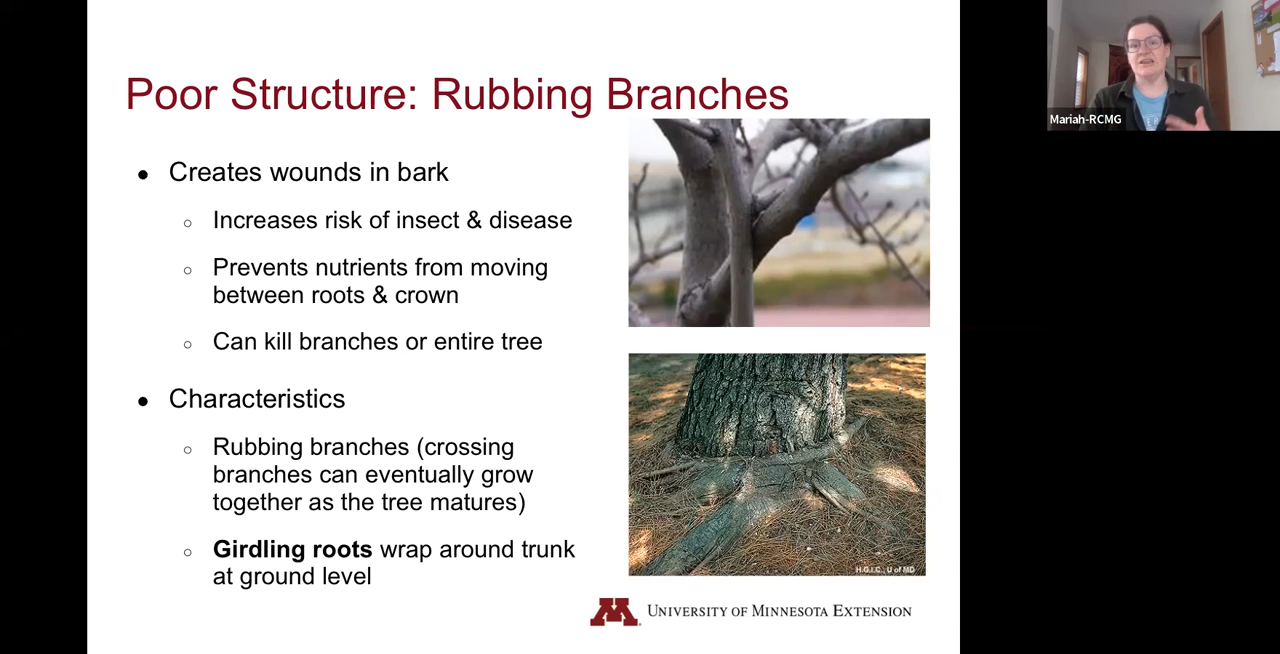 Poor Structure: Rubbing Branches
● Creates wounds in bark
○ Increases risk of insect & disease
○ Prevents nutrients from moving
between roots & crown
○ Can kill branches or entire tree
● Characteristics
○ Rubbing branches (crossing
branches can eventually grow
together as the tree matures)
○ Girdling roots wrap around trunk
at ground level
H.G.I.C., U of MD
M
UNIVERSITY OF MINNESOTA EXTENSION
Mariah-RCMG